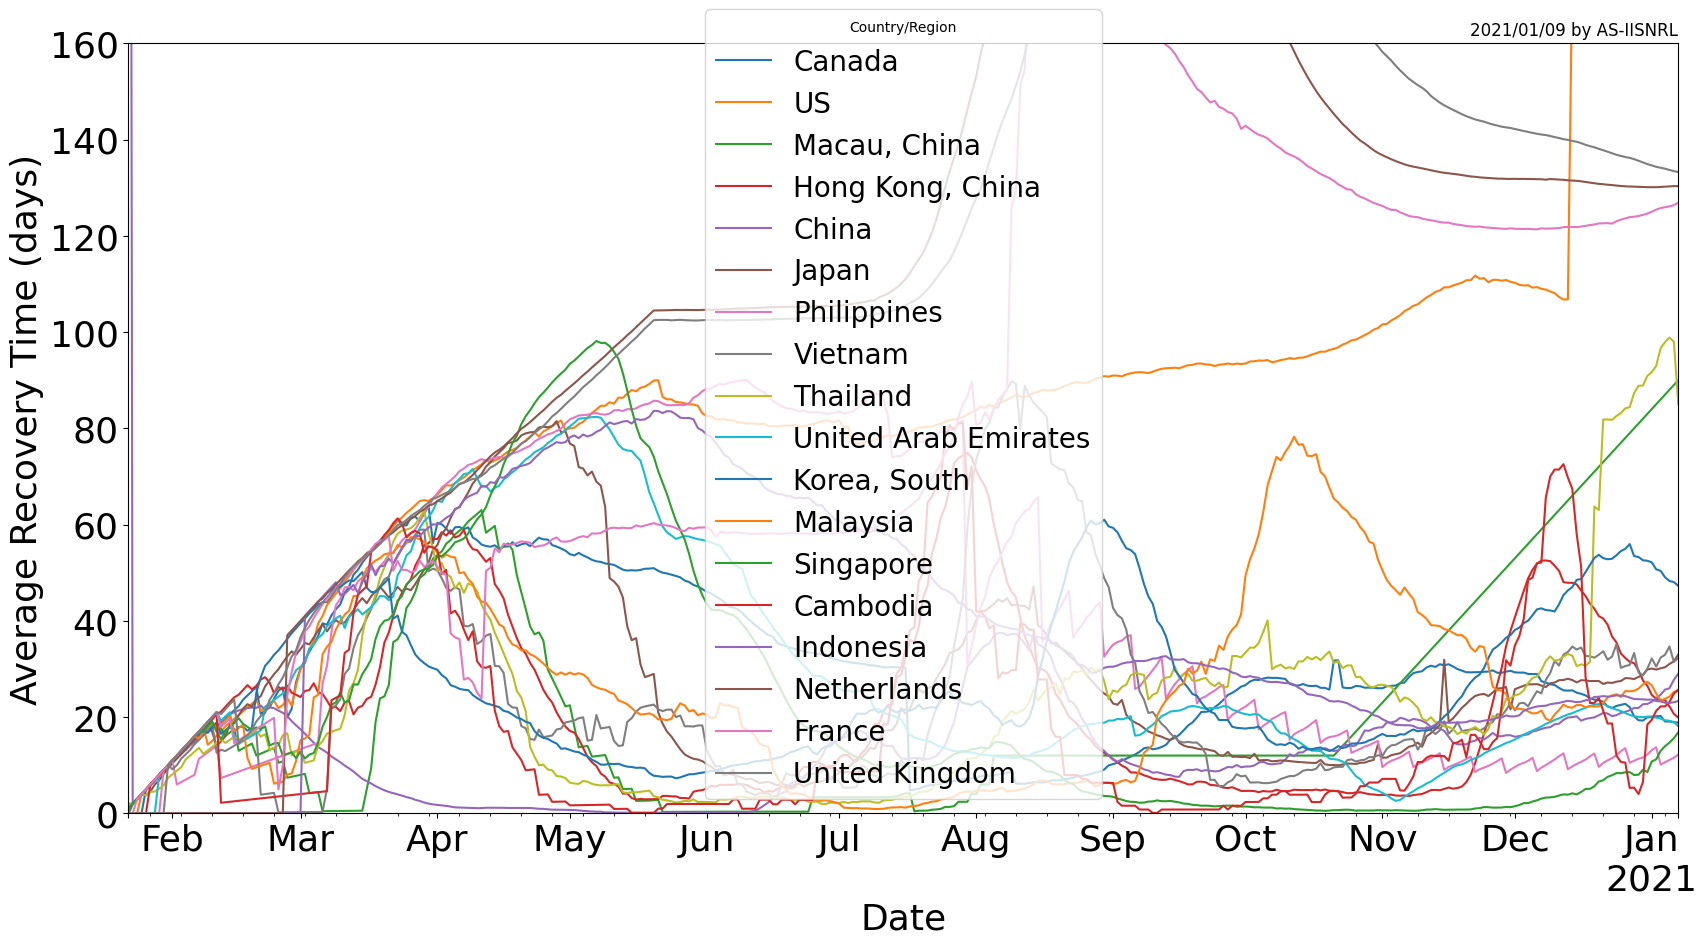 Country/Region
2021/01/09 by AS-IISNRL
Canada
US
Macau, China
Hong Kong, China
China
Japan
Philippines
Vietnam
Thailand
United Arab Emirates
Korea, South
Malaysia
Singapore
Cambodia
Indonesia
Netherlands
France
United Kingdom
Average Recovery Time (days)
160
140
120
100
80
60
40
20
0
Feb Mar Apr May Jun Jul Aug Sep Oct Nov Dec Jan
2021
Date